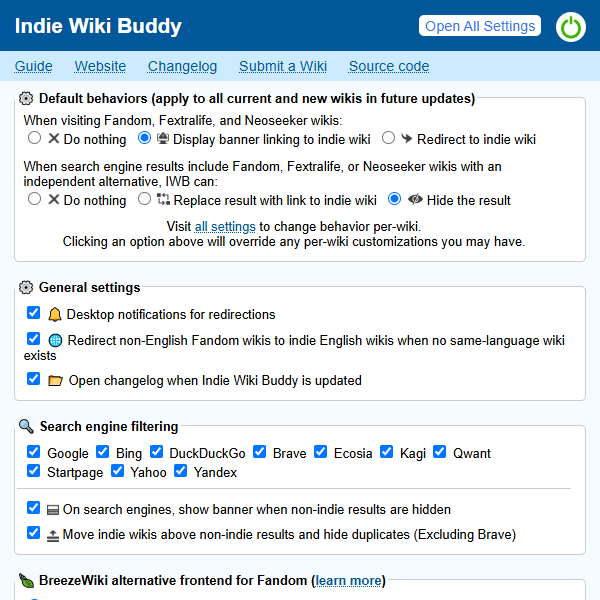 Indie Wiki Buddy
Open All Settings
Guide Website Changelog Submit a Wiki Source code
Default behaviors (apply to all current and new wikis in future updates)
When visiting Fandom, Fextralife, and Neoseeker wikis:
Do nothing Display banner linking to indie wiki Redirect to indie wiki
When search engine results include Fandom, Fextralife, or Neoseeker wikis with an
independent alternative, IWB can:
Do nothing Replace result with link to indie wiki Hide the result
Visit all settings to change behavior per-wiki.
Clicking an option above will override any per-wiki customizations you may have.
General settings
Desktop notifications for redirections
Redirect non-English Fandom wikis to indie English wikis when no same-language wiki
exists
Open changelog when Indie Wiki Buddy is updated
Search engine filtering
Google Bing DuckDuckGo Brave Ecosia Kagi Qwant
Startpage Yahoo Yandex
On search engines, show banner when non-indie results are hidden
Move indie wikis above non-indie results and hide duplicates (Excluding Brave)
BreezeWiki alternative frontend for Fandom (learn more)